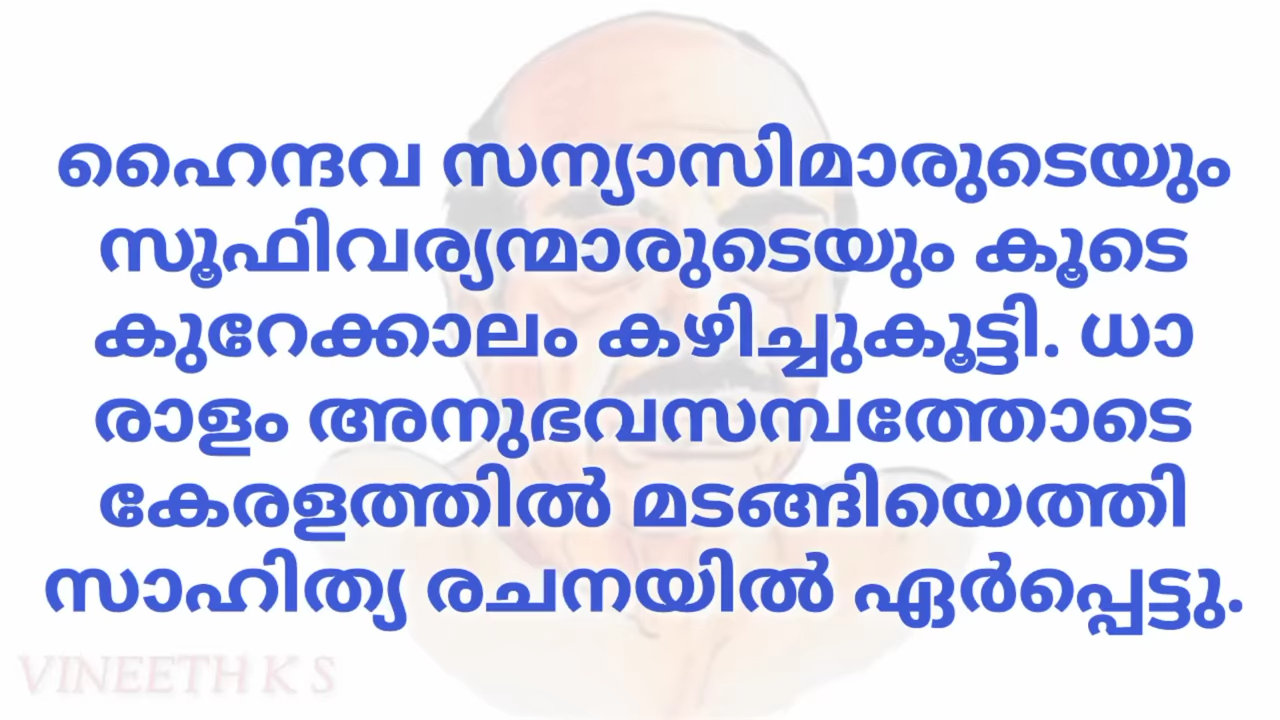 ഹൈന്ദവ സന്യാസിമാരുടെയും
സൂഫിവര്യന്മാരുടെയും കൂടെ
കുറേക്കാലം കഴിച്ചുകൂട്ടി. ധാ
രാളം അനുഭവസമ്പത്തോടെ
കേരളത്തിൽ മടങ്ങിയെത്തി
സാഹിത്യ രചനയിൽ ഏർപ്പെട്ടു.
VINEETH K S